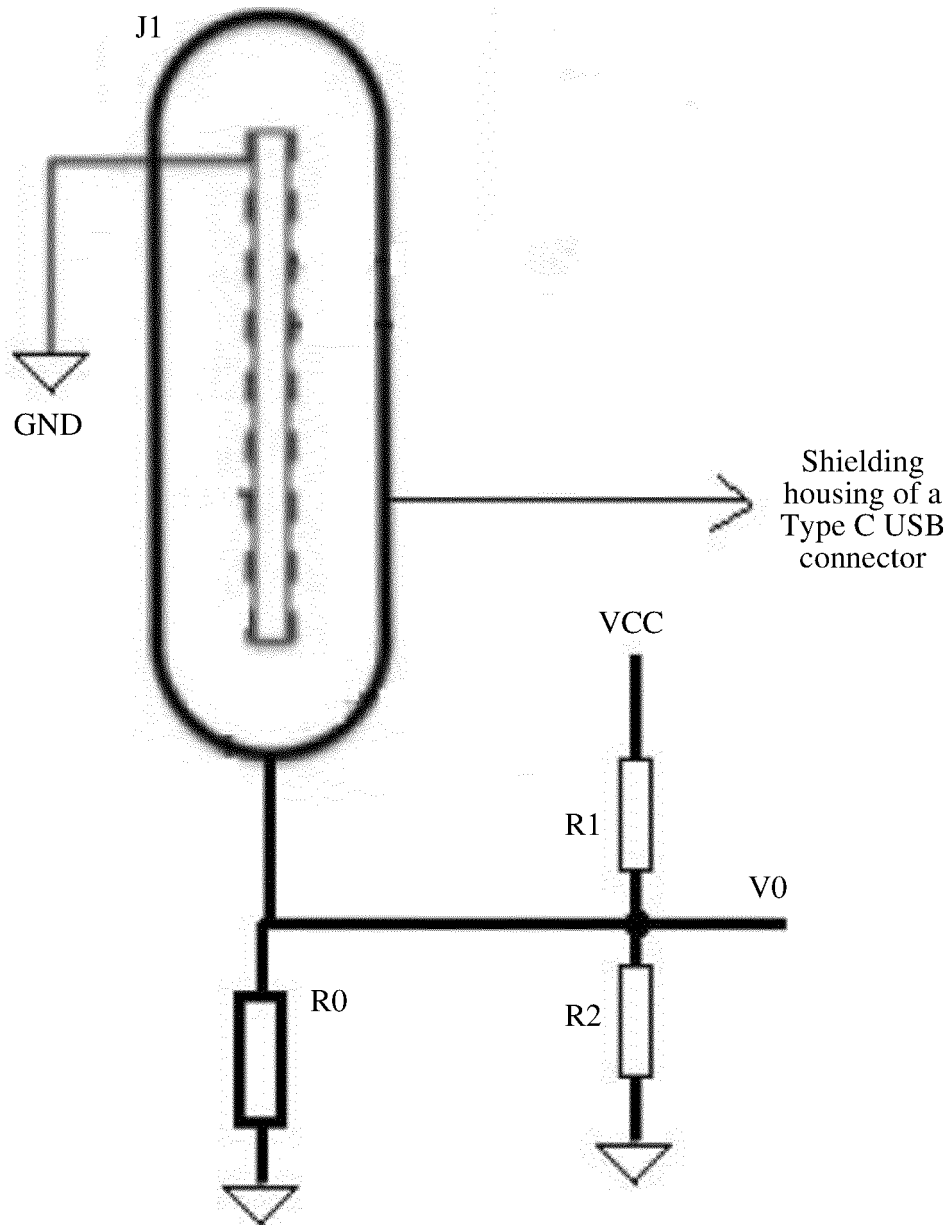 J1
GND
Shielding
housing of a
Type C USB
connector
VCC
R1
V0
R0
R2